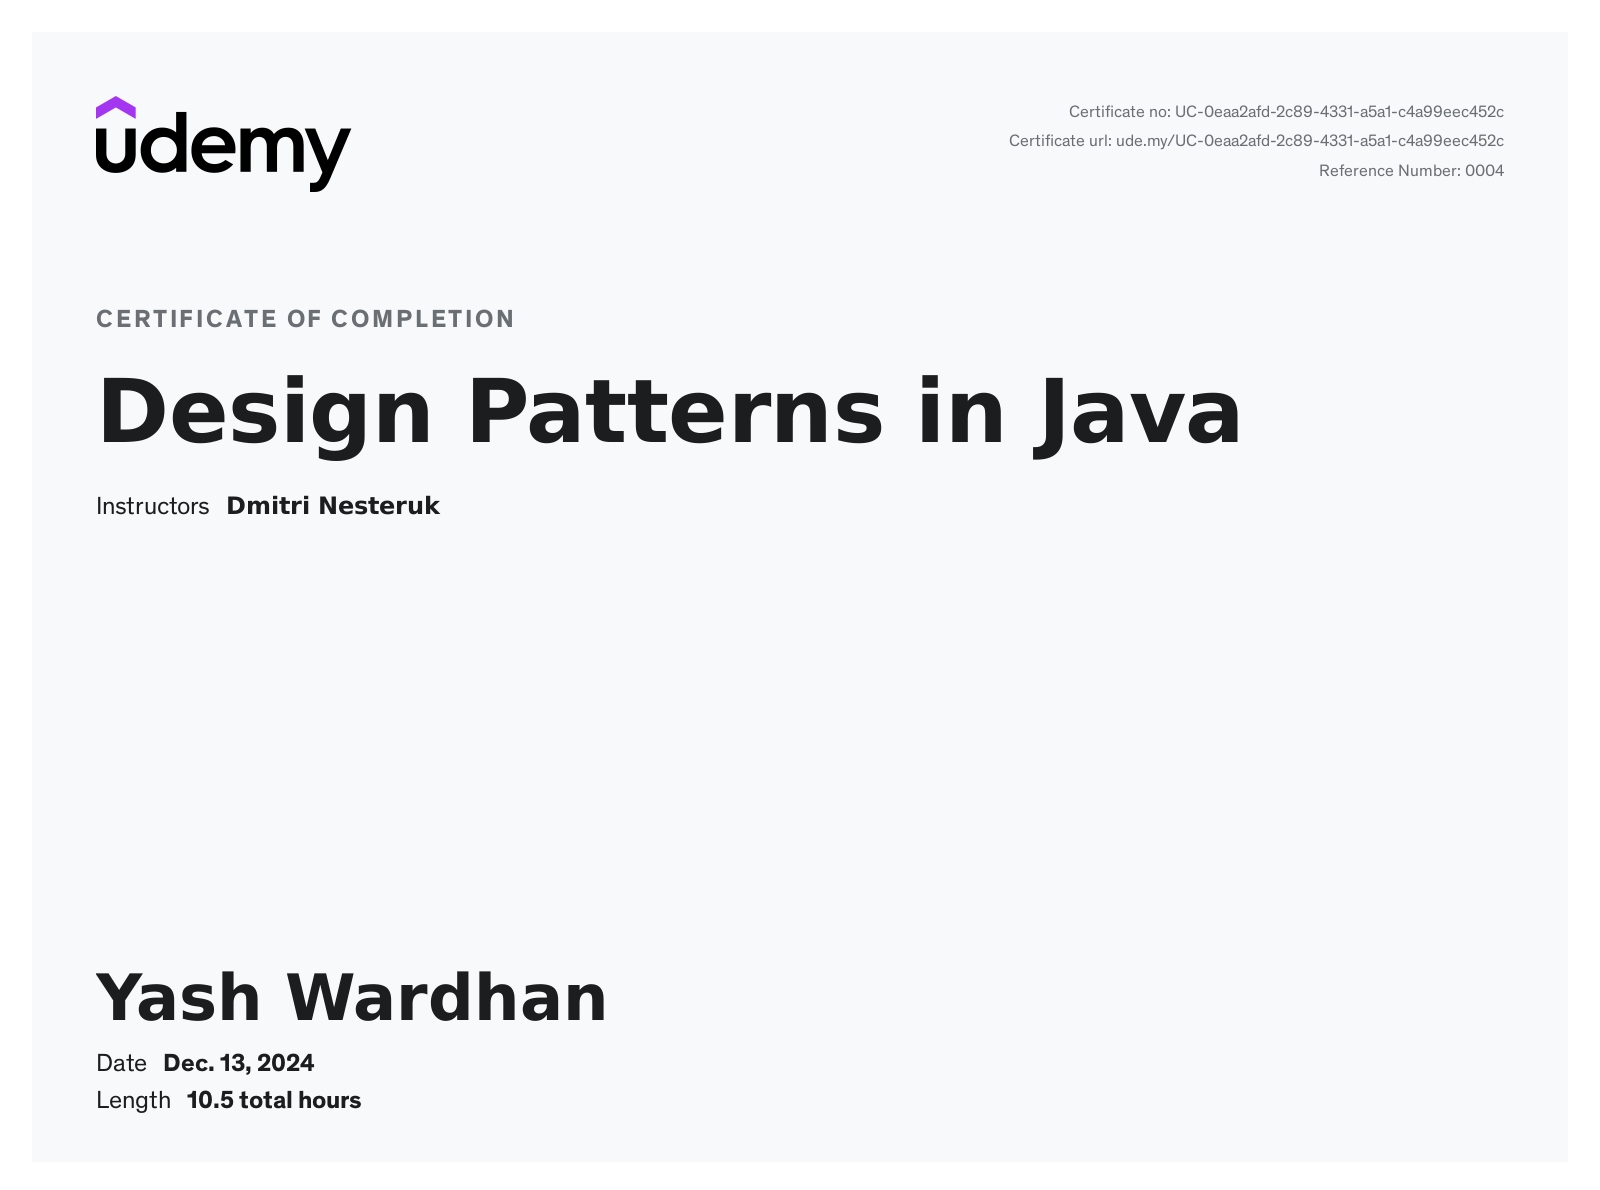 udemy
Certificate no: UC-0eaa2afd-2c89-4331-a5a1-c4a99eec452c
Certificate url: ude.my/UC-0eaa2afd-2c89-4331-a5a1-c4a99eec452c
Reference Number: 0004
CERTIFICATE OF COMPLETION
Design Patterns in Java
Instructors Dmitri Nesteruk
Yash Wardhan
Date Dec. 13, 2024
Length 10.5 total hours